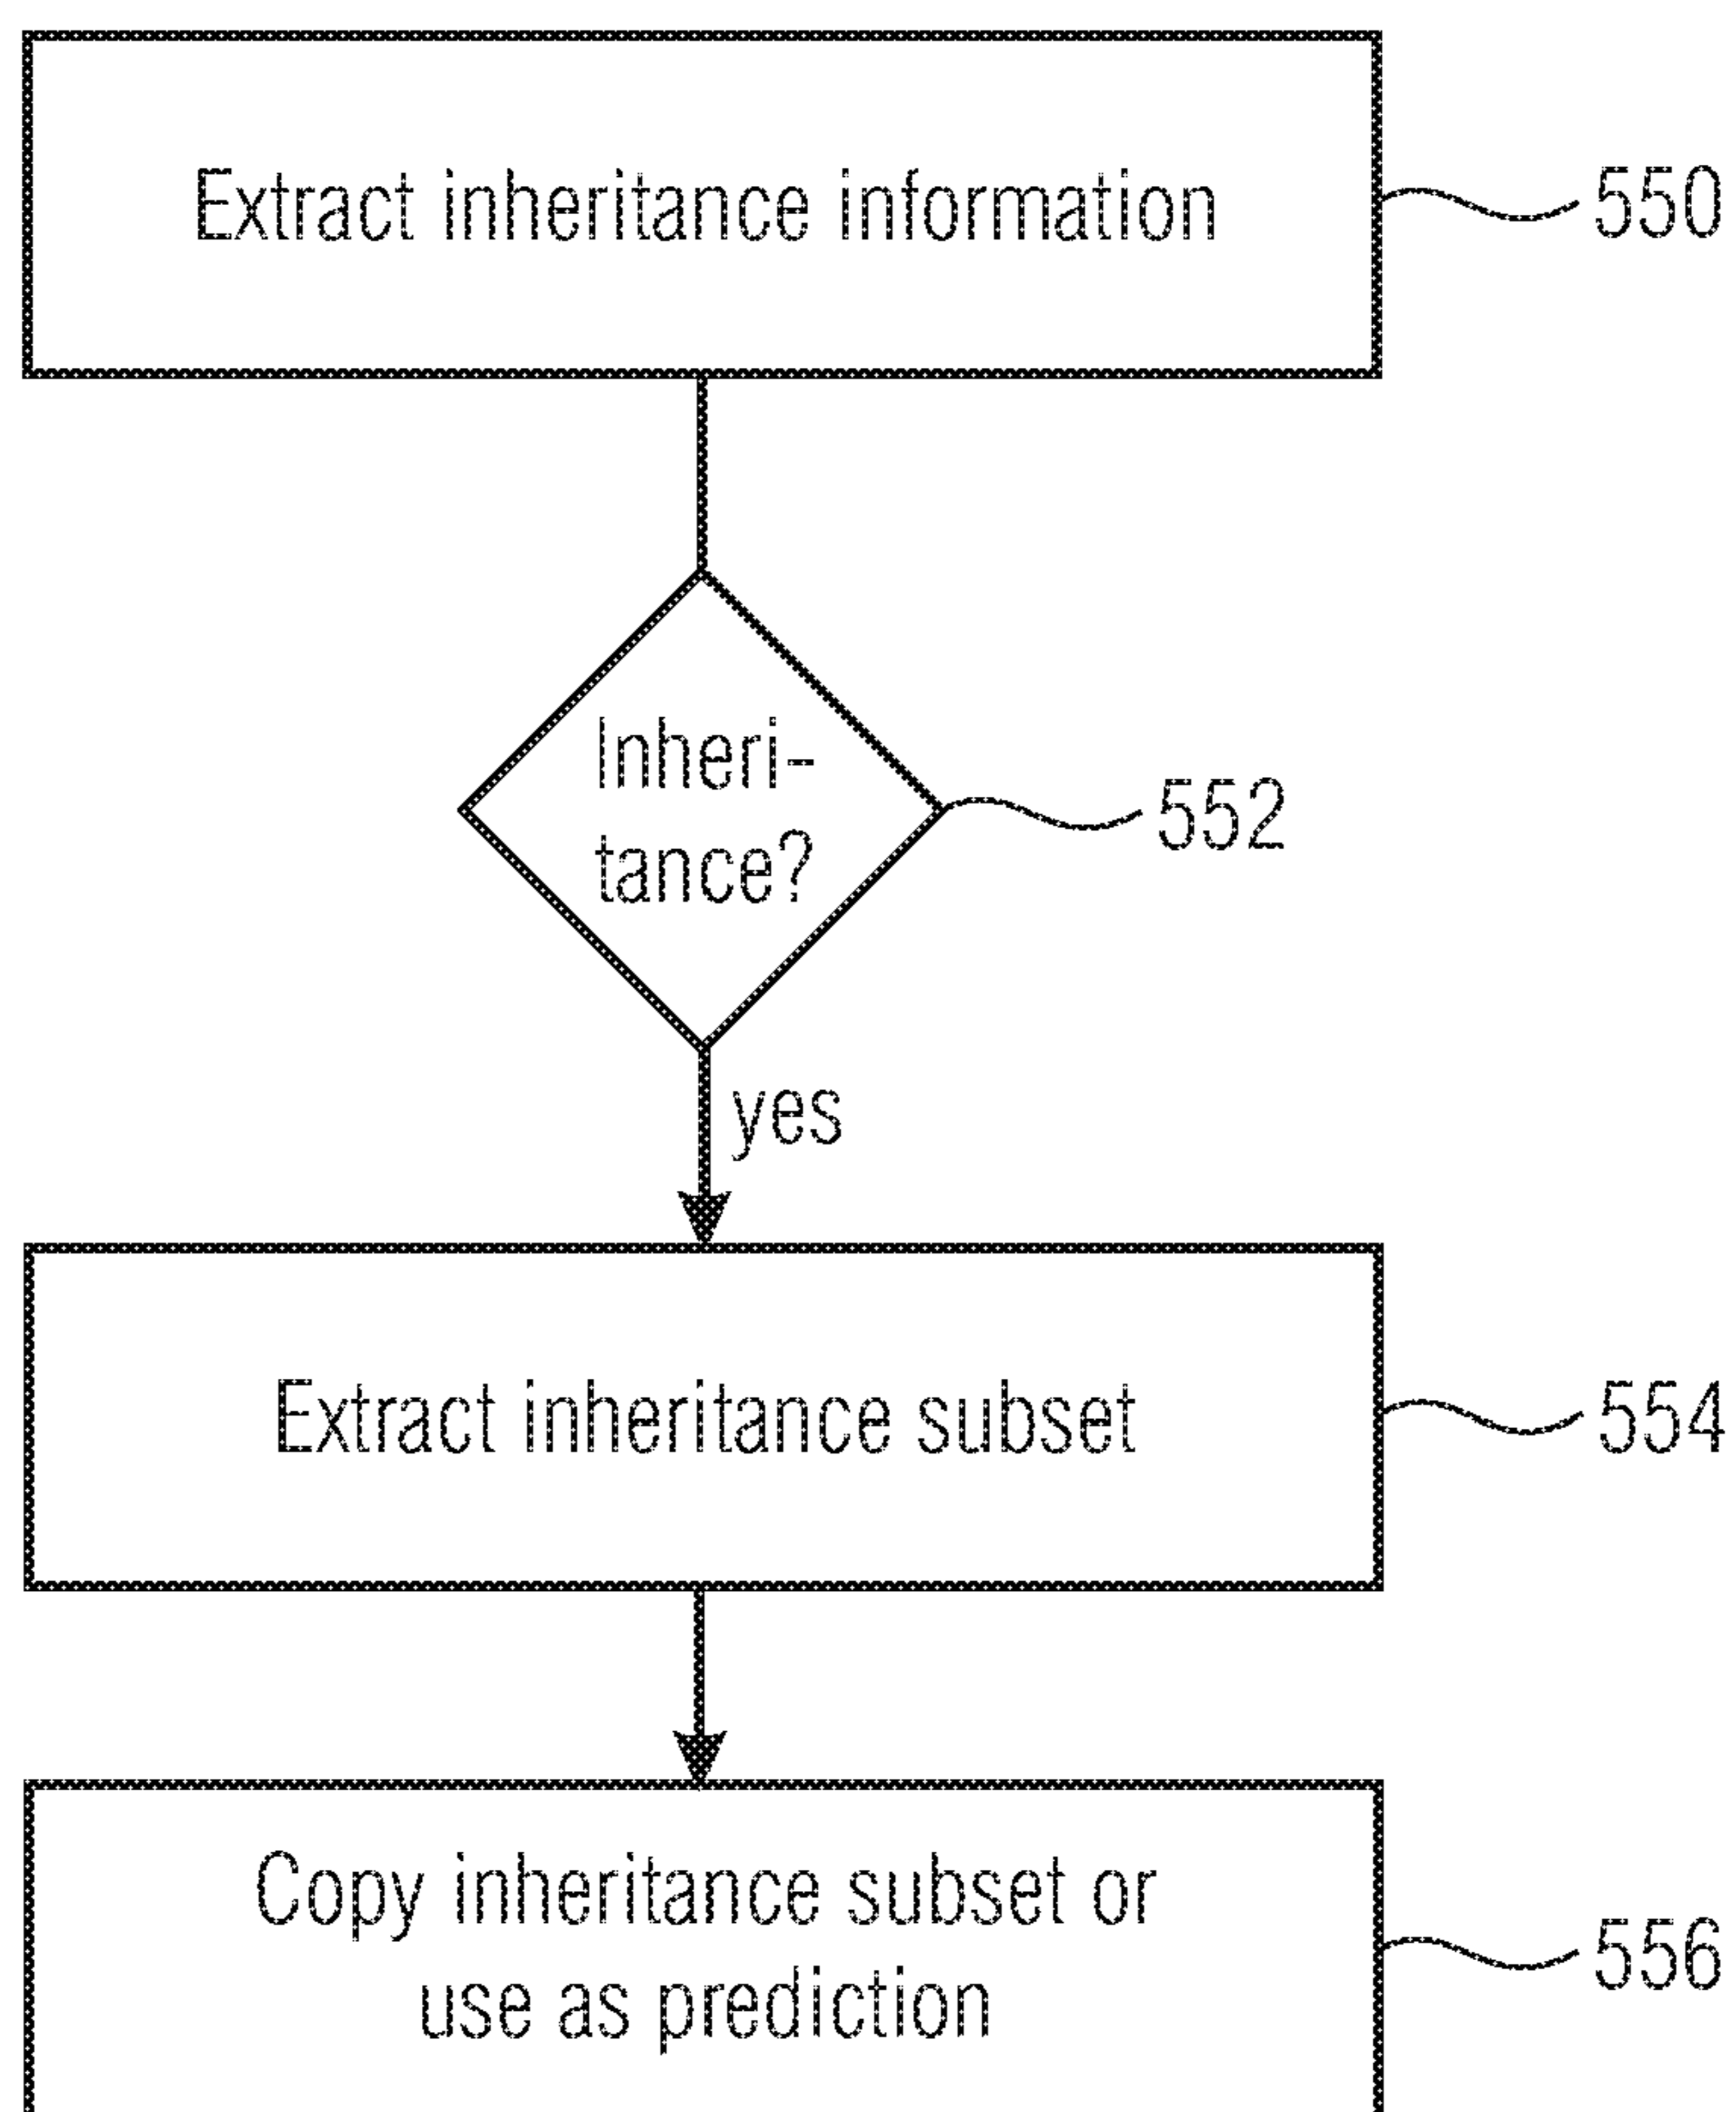 Extract inheritance information
550
Inheri-
tance?
552
yes
Extract inheritance subset
554
Copy inheritance subset or
use as prediction
556